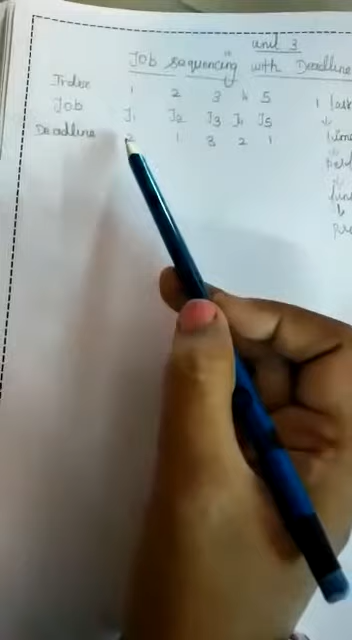 unit 3
Job sequencing with Deadline
Index 1 2 3 4 5
Job J1 J2 J3 J4 J5
Deadline 2 1 3 2 1
1